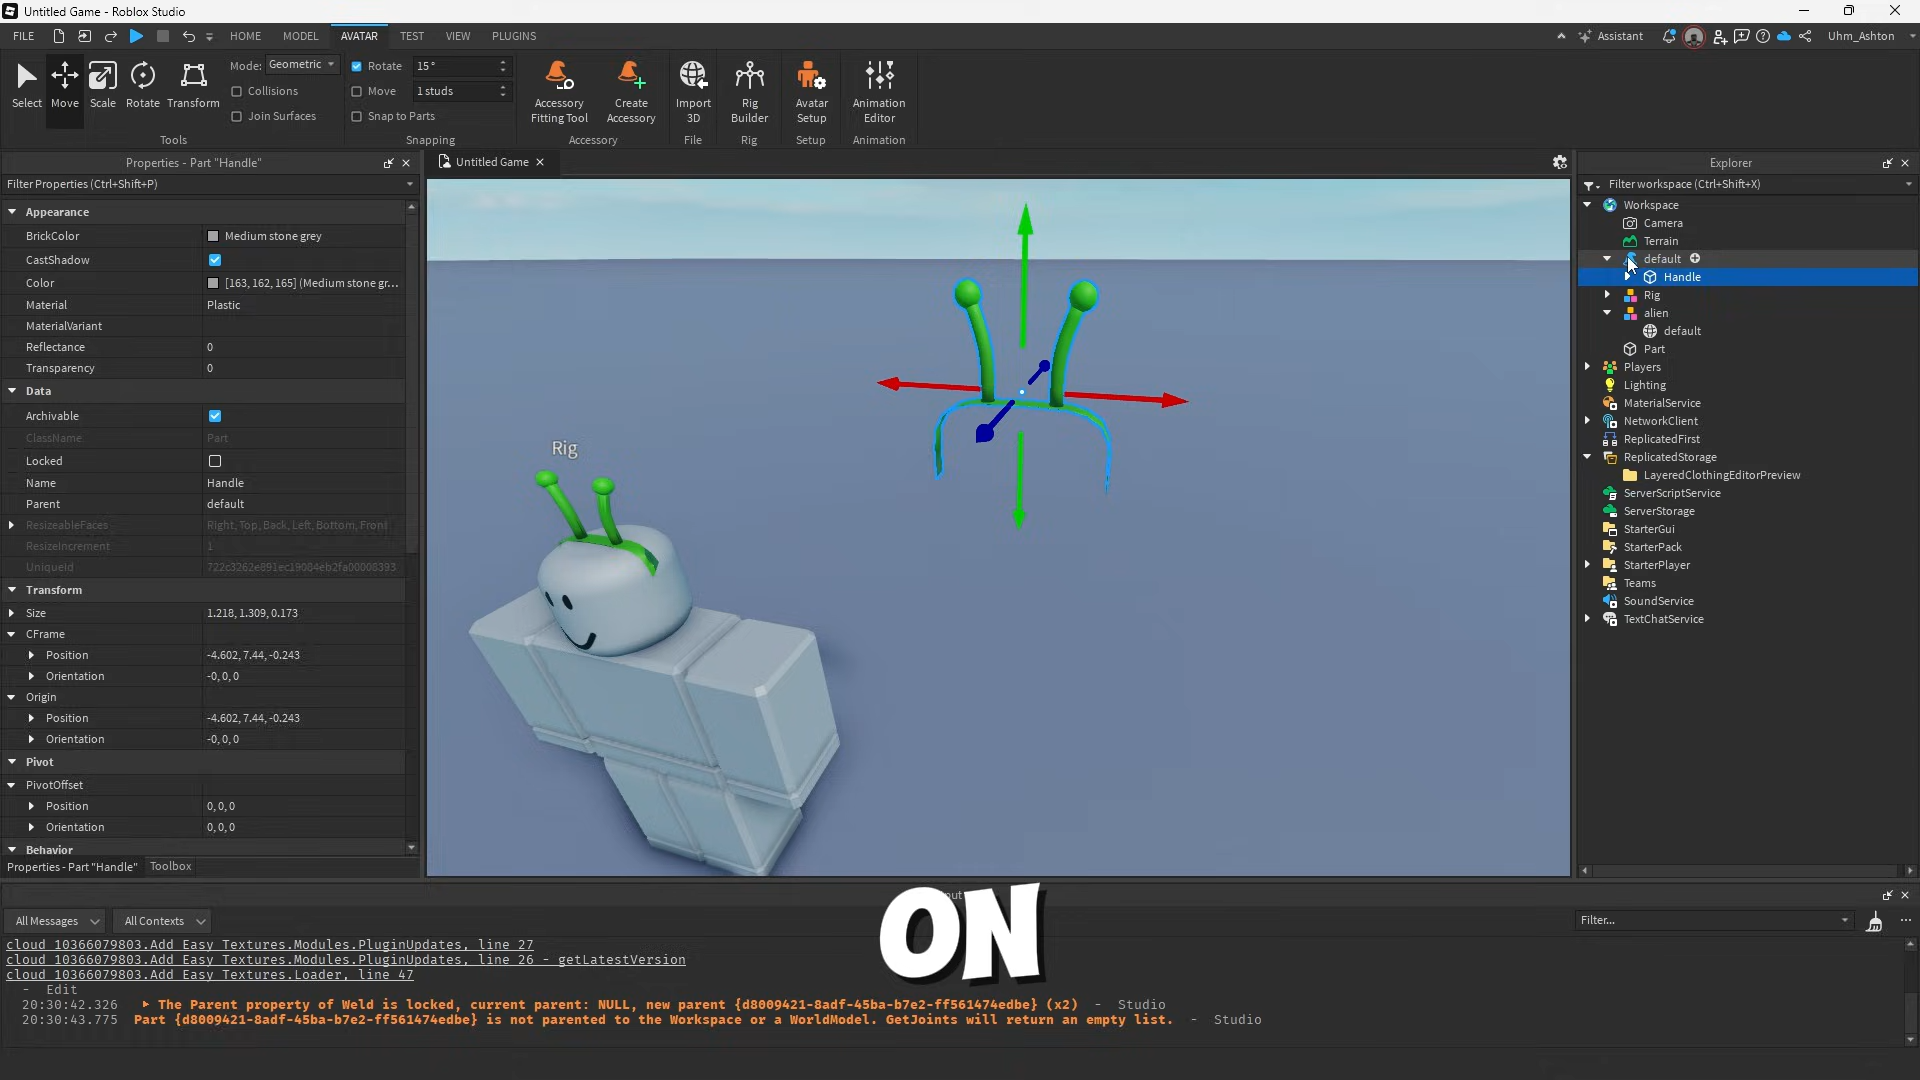 Untitled Game - Roblox Studio
FILE HOME MODEL AVATAR TEST VIEW PLUGINS Assistant Uhm_Ashton
Select Move Scale Rotate Transform
Mode: Geometric
Collisions
Join Surfaces
Tools
Rotate 15°
Move 1 studs
Snap to Parts
Snapping
Accessory Fitting Tool
Create Accessory
Accessory
Import 3D
File
Rig Builder
Rig
Avatar Setup
Setup
Animation Editor
Animation
Properties - Part "Handle"
Filter Properties (Ctrl+Shift+P)
Appearance
BrickColor Medium stone grey
CastShadow
Color [163, 162, 165] (Medium stone gr...
Material Plastic
MaterialVariant
Reflectance 0
Transparency 0
Data
Archivable
ClassName Part
Locked
Name Handle
Parent default
ResizeableFaces Right, Top, Back, Left, Bottom, Front
ResizeIncrement 1
UniqueId
Transform
Size 1.218, 1.309, 0.173
CFrame
Position -4.602, 7.44, -0.243
Orientation -0, 0, 0
Origin
Position -4.602, 7.44, -0.243
Orientation -0, 0, 0
Pivot
PivotOffset
Position 0, 0, 0
Orientation 0, 0, 0
Behavior
Properties - Part "Handle" Toolbox
Untitled Game
Rig
Explorer
Filter workspace (Ctrl+Shift+X)
Workspace
Camera
Terrain
default
Handle
Rig
alien
default
Part
Players
Lighting
MaterialService
NetworkClient
ReplicatedFirst
ReplicatedStorage
LayeredClothingEditorPreview
ServerScriptService
ServerStorage
StarterGui
StarterPack
StarterPlayer
Teams
SoundService
TextChatService
ON
All Messages All Contexts Filter...
cloud_10366079803.Add Easy Textures.Modules.PluginUpdates, line 27
cloud_10366079803.Add Easy Textures.Modules.PluginUpdates, line 26 - getLatestVersion
cloud_10366079803.Add Easy Textures.Loader, line 47
- Edit
20:30:42.326 The Parent property of Weld is locked, current parent: NULL, new parent {d8009421-8adf-45ba-b7e2-ff561474edbe} (x2) - Studio
20:30:43.775 Part {d8009421-8adf-45ba-b7e2-ff561474edbe} is not parented to the Workspace or a WorldModel. GetJoints will return an empty list. - Studio